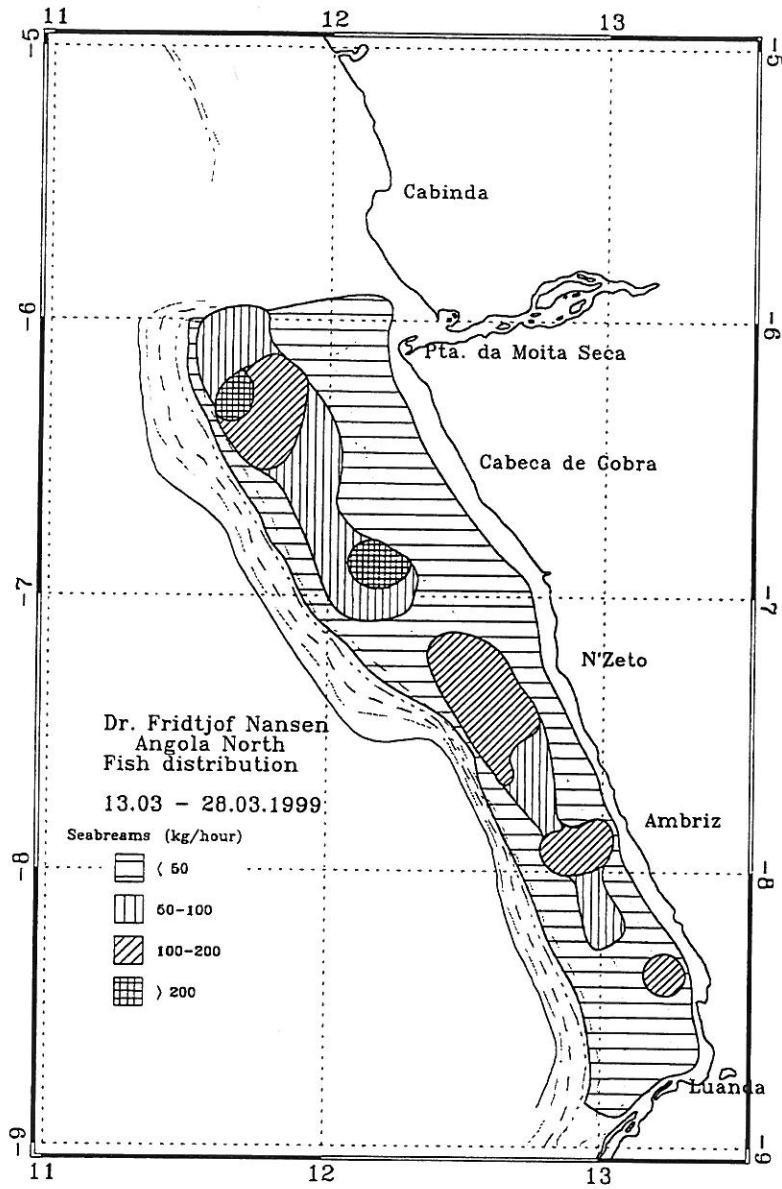 11 12 13
-5 -5
Cabinda
-6 -6
Pta. da Moita Seca
Cabeca de Cobra
-7 -7
N'Zeto
Dr. Fridtjof Nansen
Angola North
Fish distribution
13.03 - 28.03.1999
Seabreams (kg/hour)
Ambriz
-8 -8
< 50
50-100
100-200
> 200
Luanda
-9 -9
11 12 13